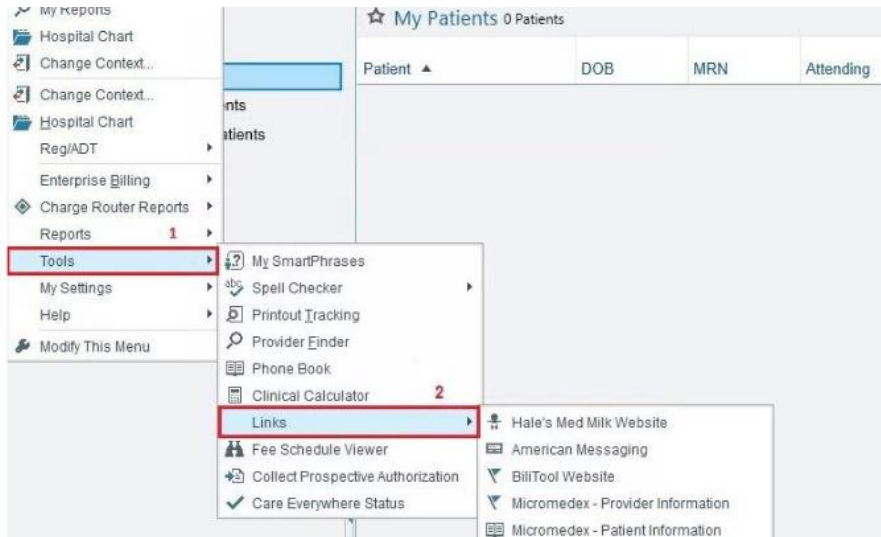 My Reports
Hospital Chart
Change Context...
Change Context...
Hospital Chart
Reg/ADT
Enterprise Billing
Charge Router Reports
Reports 1
Tools
My Settings
Help
Modify This Menu
nts
atients
My Patients 0 Patients
Patient ▲ DOB MRN Attending
My SmartPhrases
abc Spell Checker
Printout Tracking
Provider Finder
Phone Book
Clinical Calculator 2
Links
Fee Schedule Viewer
Collect Prospective Authorization
Care Everywhere Status
Hale's Med Milk Website
American Messaging
BiliTool Website
Micromedex - Provider Information
Micromedex - Patient Information